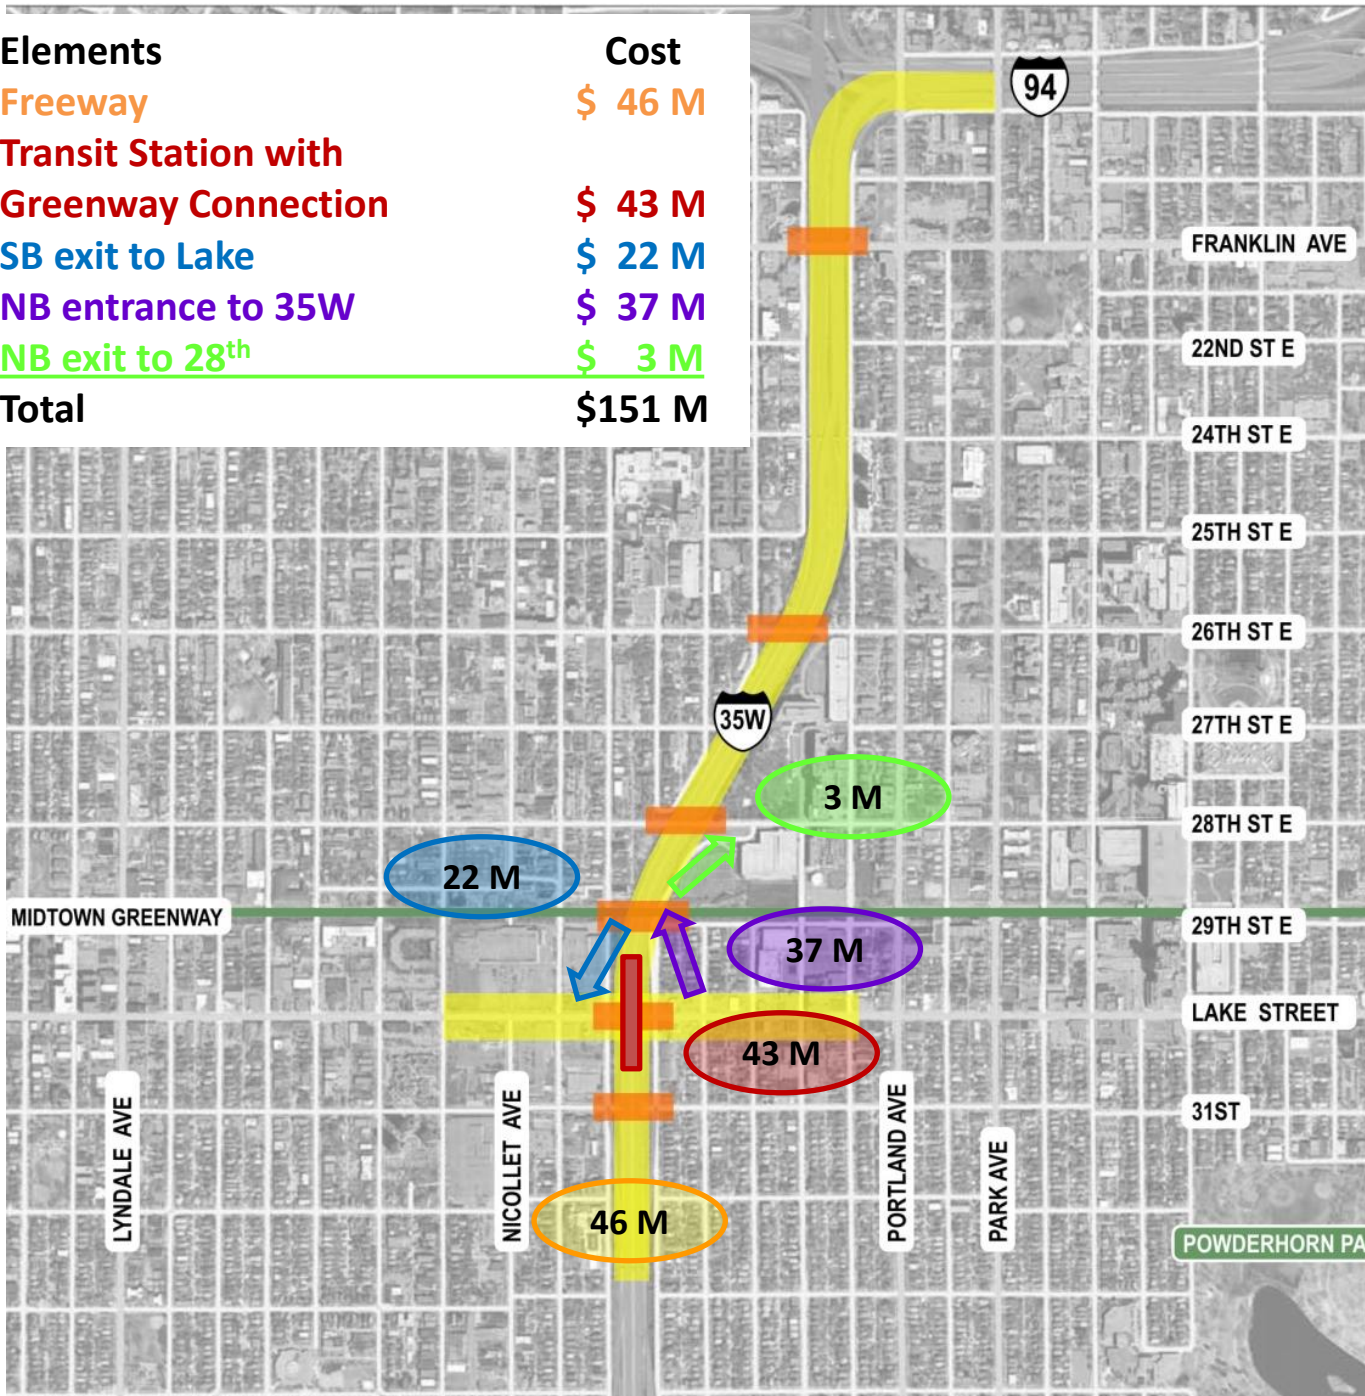 Elements Cost
Freeway $ 46 M
Transit Station with
Greenway Connection $ 43 M
SB exit to Lake $ 22 M
NB entrance to 35W $ 37 M
NB exit to 28th $ 3 M
Total $151 M
94
FRANKLIN AVE
22ND ST E
24TH ST E
25TH ST E
26TH ST E
35W
27TH ST E
3 M
28TH ST E
22 M
MIDTOWN GREENWAY
29TH ST E
37 M
LAKE STREET
43 M
31ST
LYNDALE AVE
NICOLLET AVE
PORTLAND AVE
PARK AVE
46 M
POWDERHORN PA